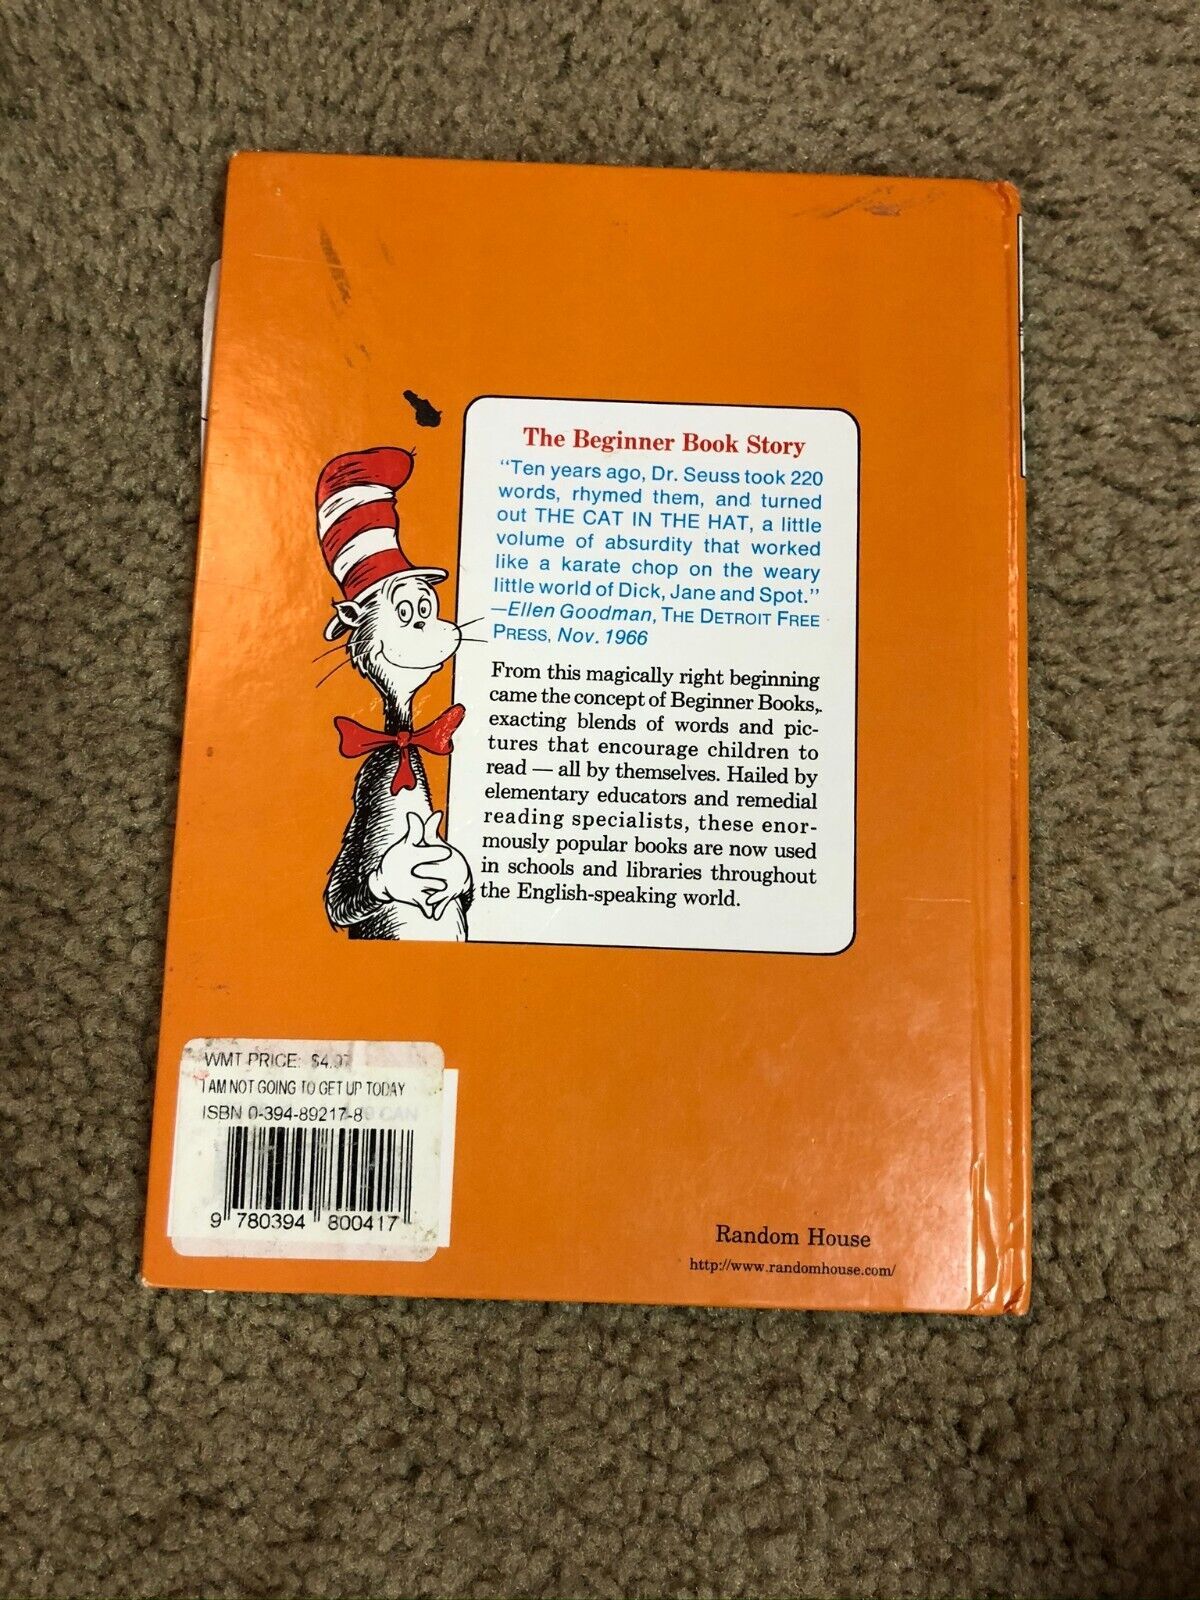 The Beginner Book Story
“Ten years ago, Dr. Seuss took 220
words, rhymed them, and turned
out THE CAT IN THE HAT, a little
volume of absurdity that worked
like a karate chop on the weary
little world of Dick, Jane and Spot.”
—Ellen Goodman, THE DETROIT FREE
PRESS, Nov. 1966
From this magically right beginning
came the concept of Beginner Books,
exacting blends of words and pic-
tures that encourage children to
read — all by themselves. Hailed by
elementary educators and remedial
reading specialists, these enor-
mously popular books are now used
in schools and libraries throughout
the English-speaking world.
WMT PRICE: $4.97
I AM NOT GOING TO GET UP TODAY
ISBN 0-394-89217-8
CAN
9 780394 800417
Random House
http://www.randomhouse.com/